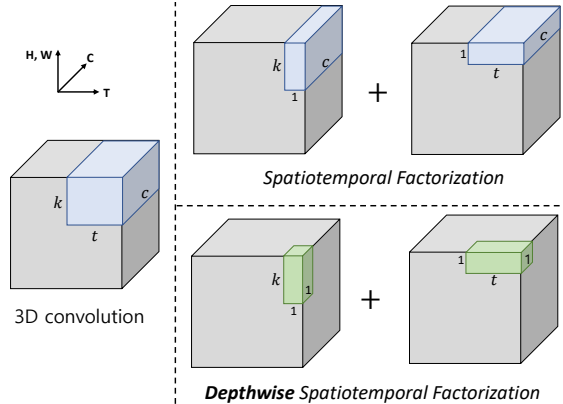 H, W
C
T
k
c
t
3D convolution
k
c
1
+
1
c
t
Spatiotemporal Factorization
k
1
1
+
1
1
t
Depthwise Spatiotemporal Factorization